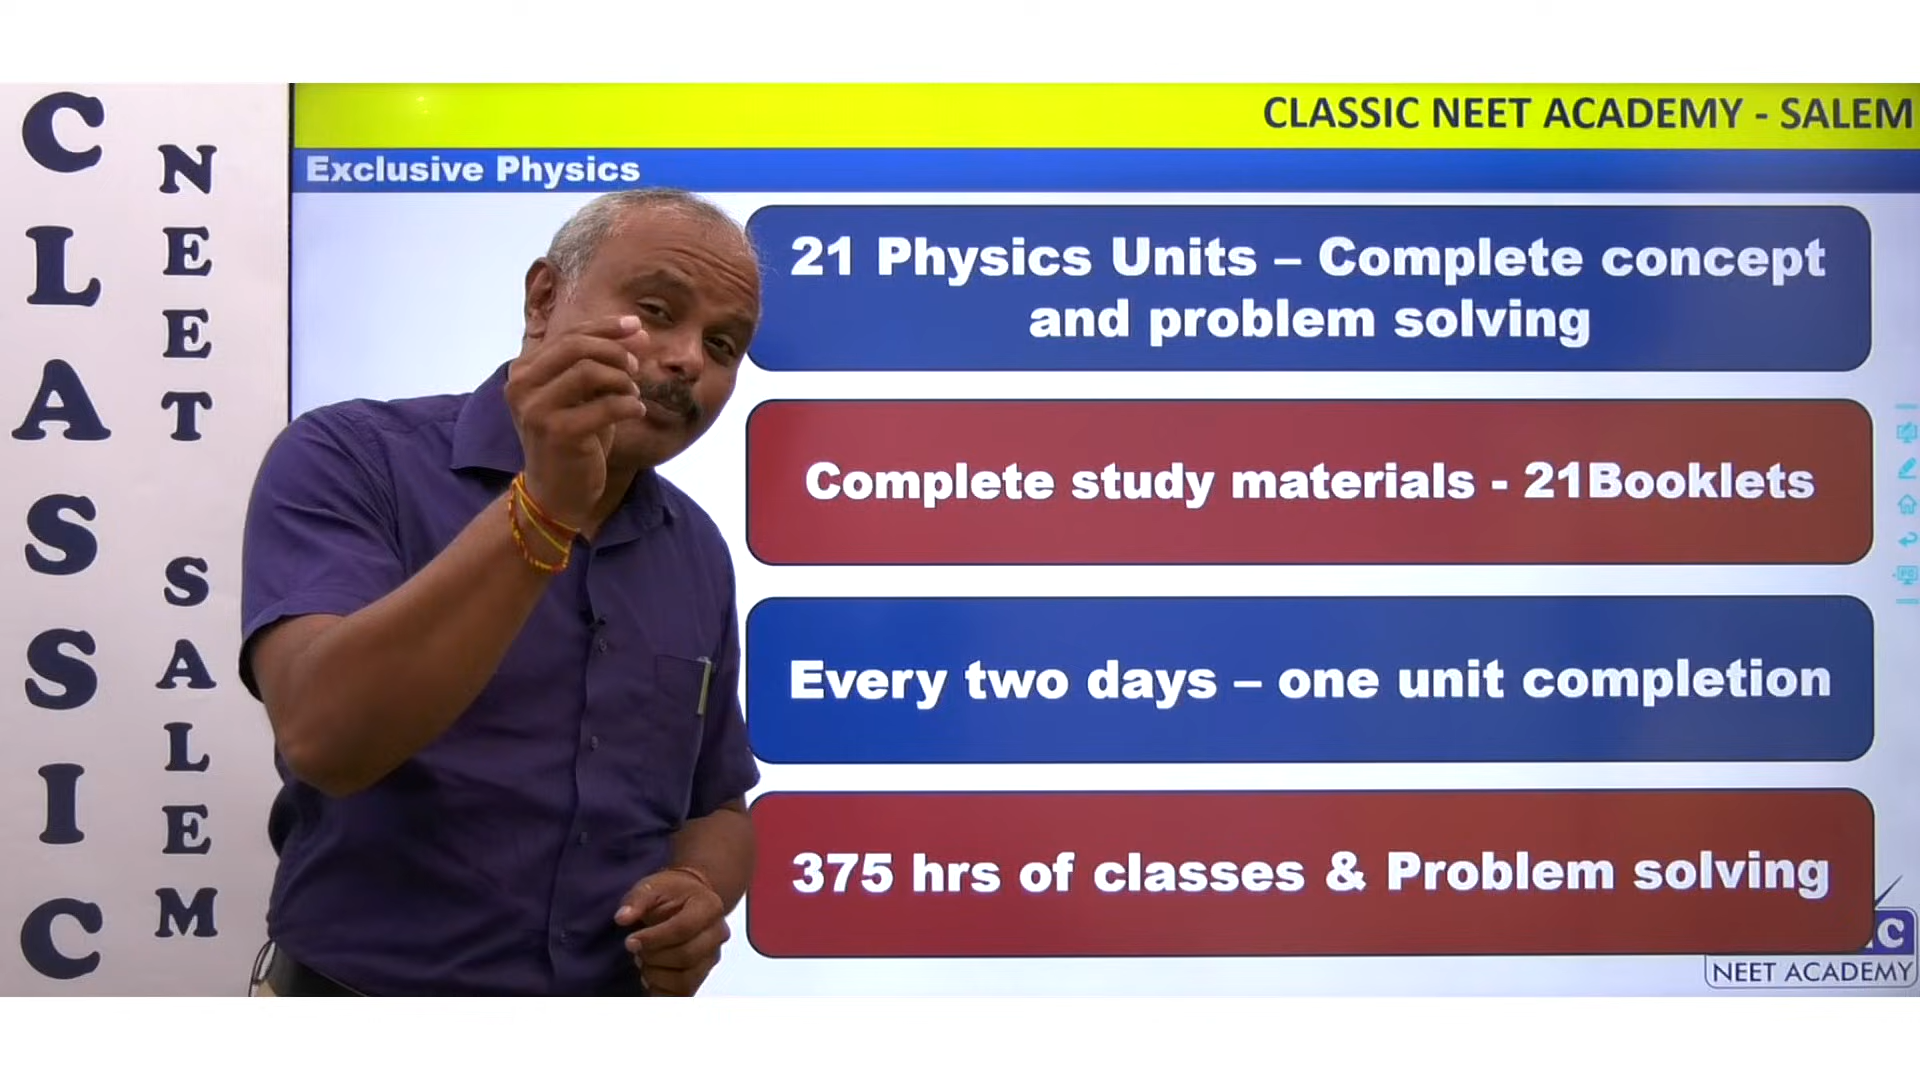 CLASSIC
NEET SALEM
CLASSIC NEET ACADEMY - SALEM
Exclusive Physics
21 Physics Units – Complete concept
and problem solving
Complete study materials - 21Booklets
Every two days – one unit completion
375 hrs of classes & Problem solving
IC
NEET ACADEMY